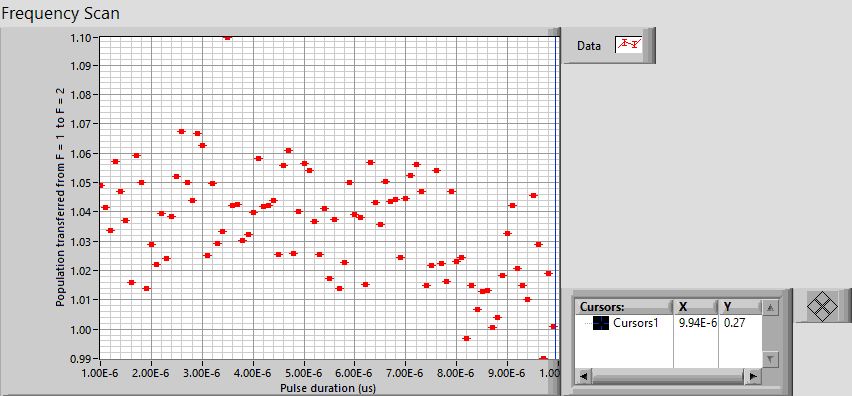 Frequency Scan
Data
Population transferred from F = 1 to F = 2
1.10
1.09
1.08
1.07
1.06
1.05
1.04
1.03
1.02
1.01
1.00
0.99
1.00E-6 2.00E-6 3.00E-6 4.00E-6 5.00E-6 6.00E-6 7.00E-6 8.00E-6 9.00E-6 1.00
Pulse duration (us)
Cursors: X Y
Cursors1 9.94E-6 0.27